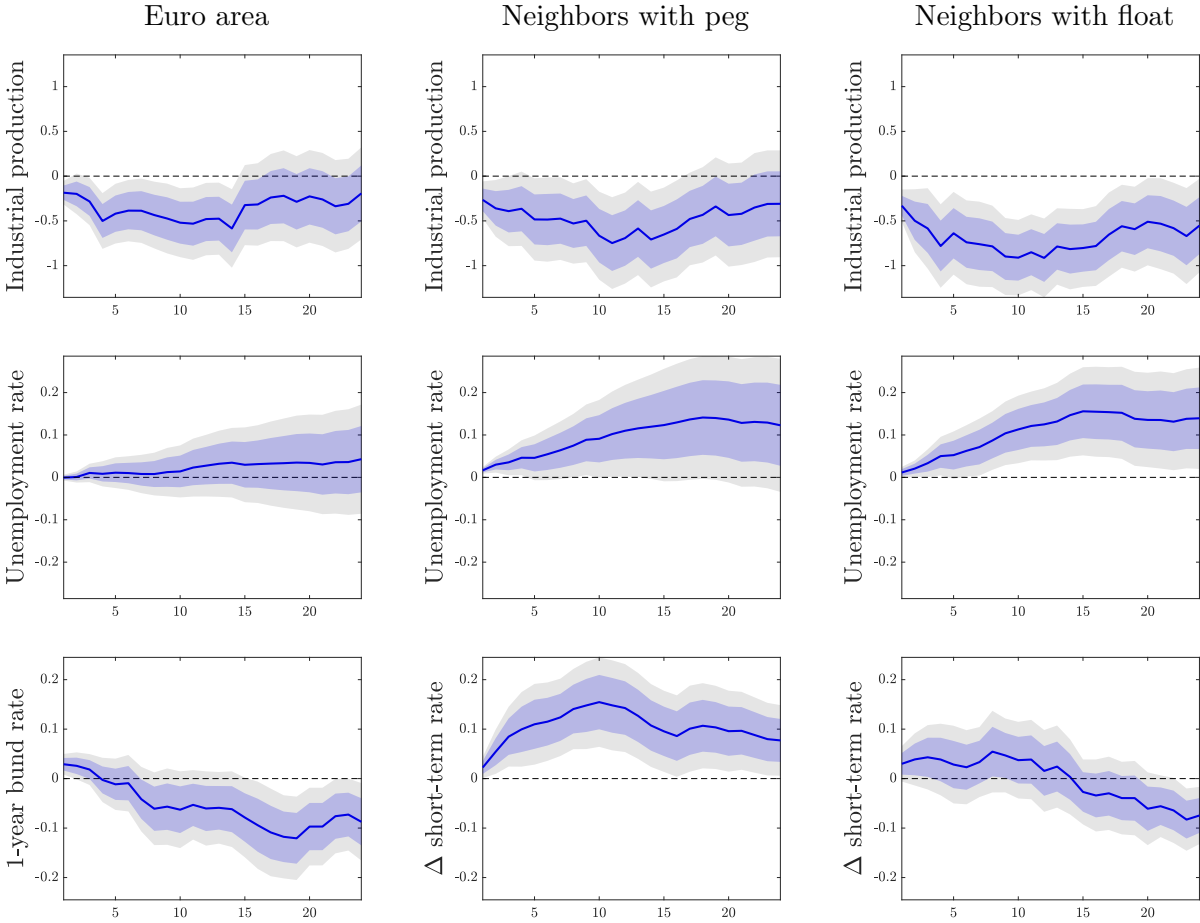 Euro area
Neighbors with peg
Neighbors with float
Industrial production
1
0.5
0
-0.5
-1
5 10 15 20
Industrial production
1
0.5
0
-0.5
-1
5 10 15 20
Industrial production
1
0.5
0
-0.5
-1
5 10 15 20
Unemployment rate
0.2
0.1
0
-0.1
-0.2
5 10 15 20
Unemployment rate
0.2
0.1
0
-0.1
-0.2
5 10 15 20
Unemployment rate
0.2
0.1
0
-0.1
-0.2
5 10 15 20
1-year bund rate
0.2
0.1
0
-0.1
-0.2
5 10 15 20
Δ short-term rate
0.2
0.1
0
-0.1
-0.2
5 10 15 20
Δ short-term rate
0.2
0.1
0
-0.1
-0.2
5 10 15 20